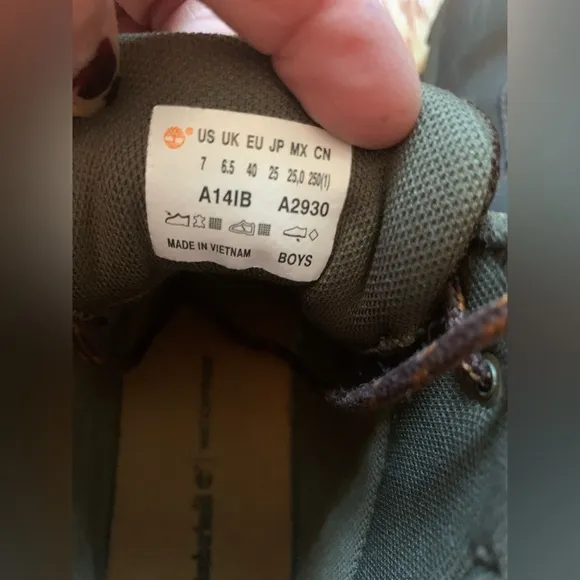 US UK EU JP MX CN
7 6.5 40 25 25,0 250(1)
A14IB A2930
MADE IN VIETNAM BOYS